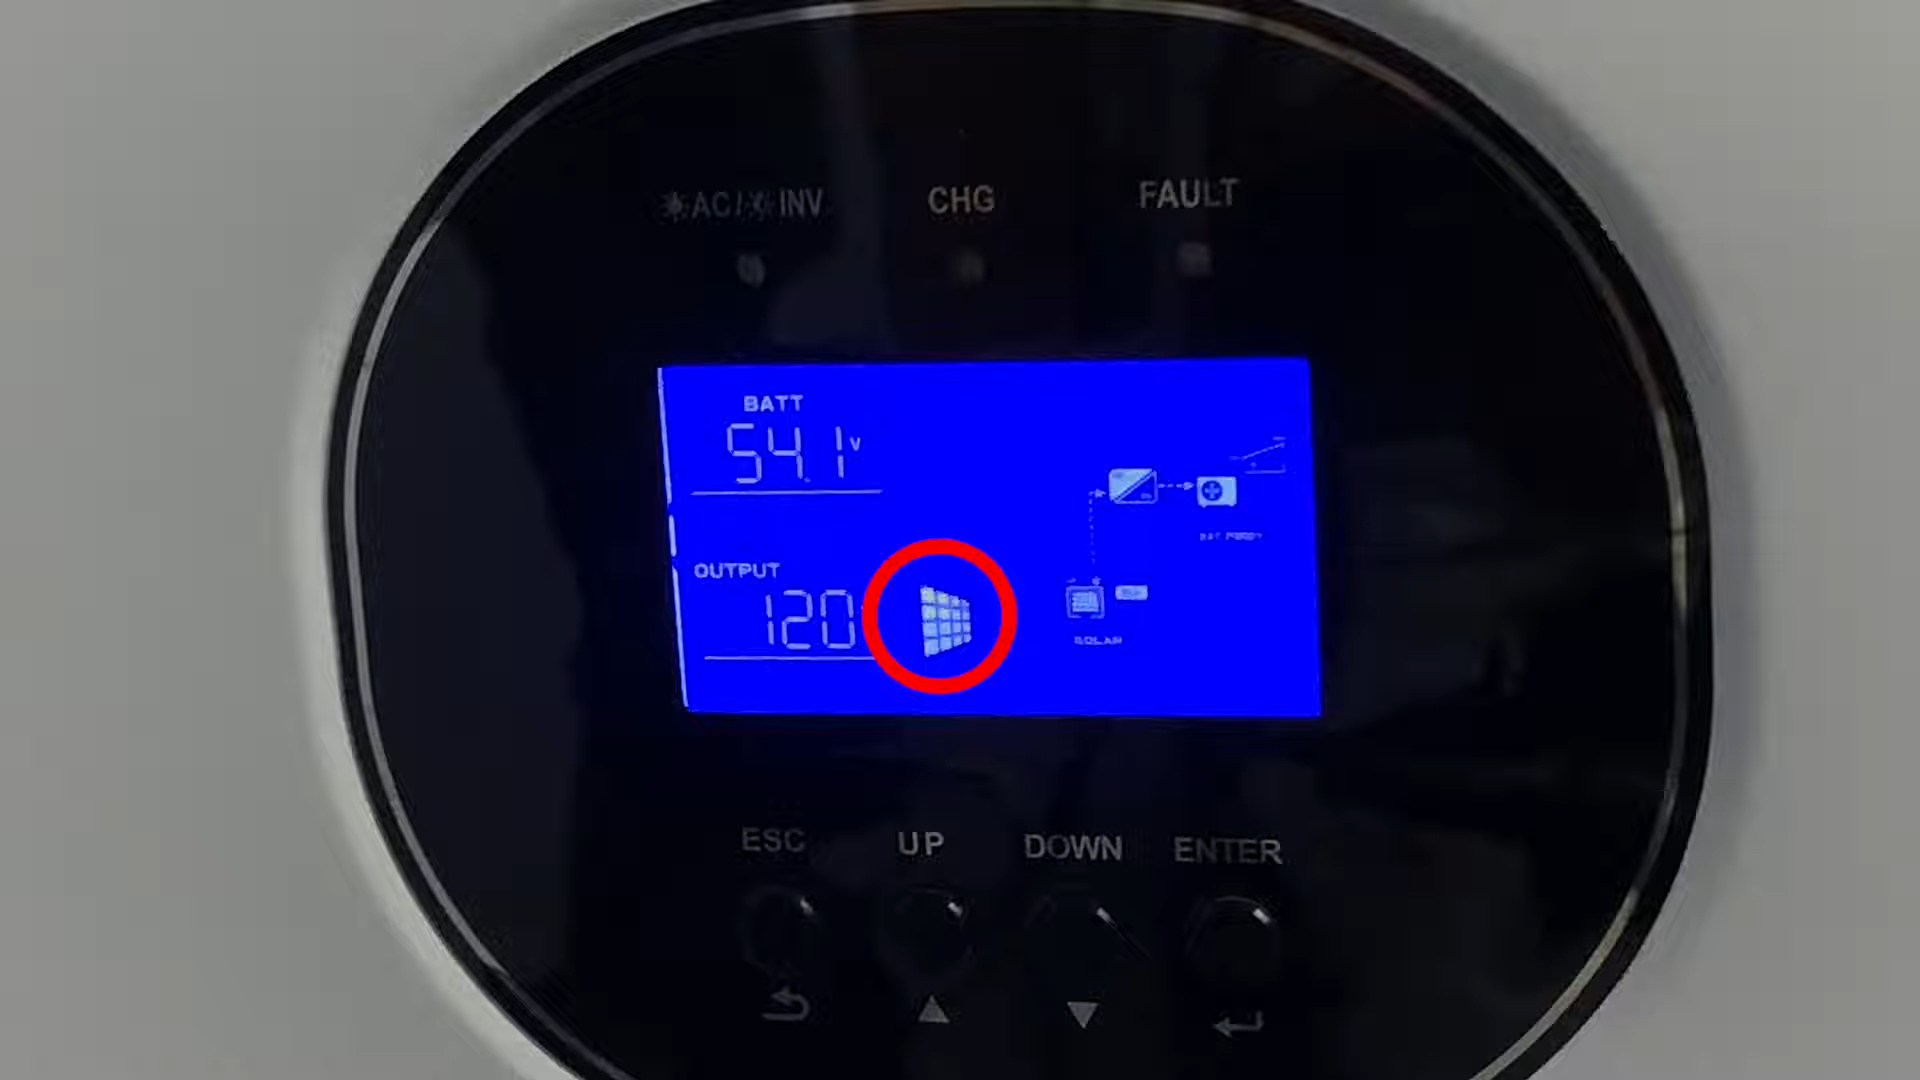 AC/ INV
CHG
FAULT
BATT
54.1V
OUTPUT
120
SOLAR
ESC
UP
DOWN
ENTER